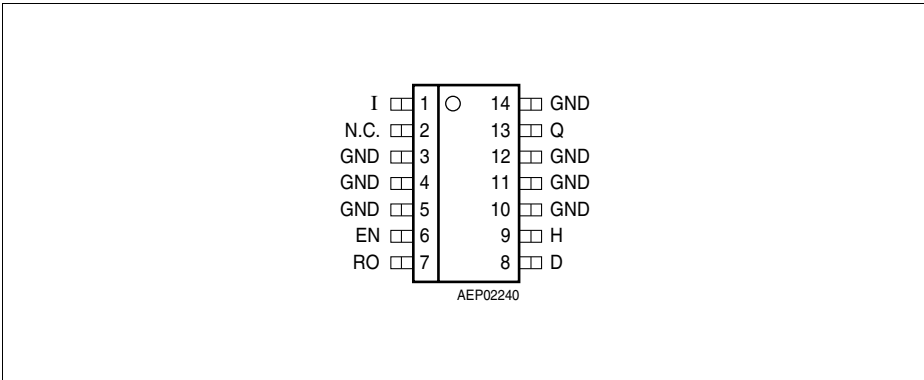 I 1 14 GND
N.C. 2 13 Q
GND 3 12 GND
GND 4 11 GND
GND 5 10 GND
EN 6 9 H
RO 7 8 D
AEP02240